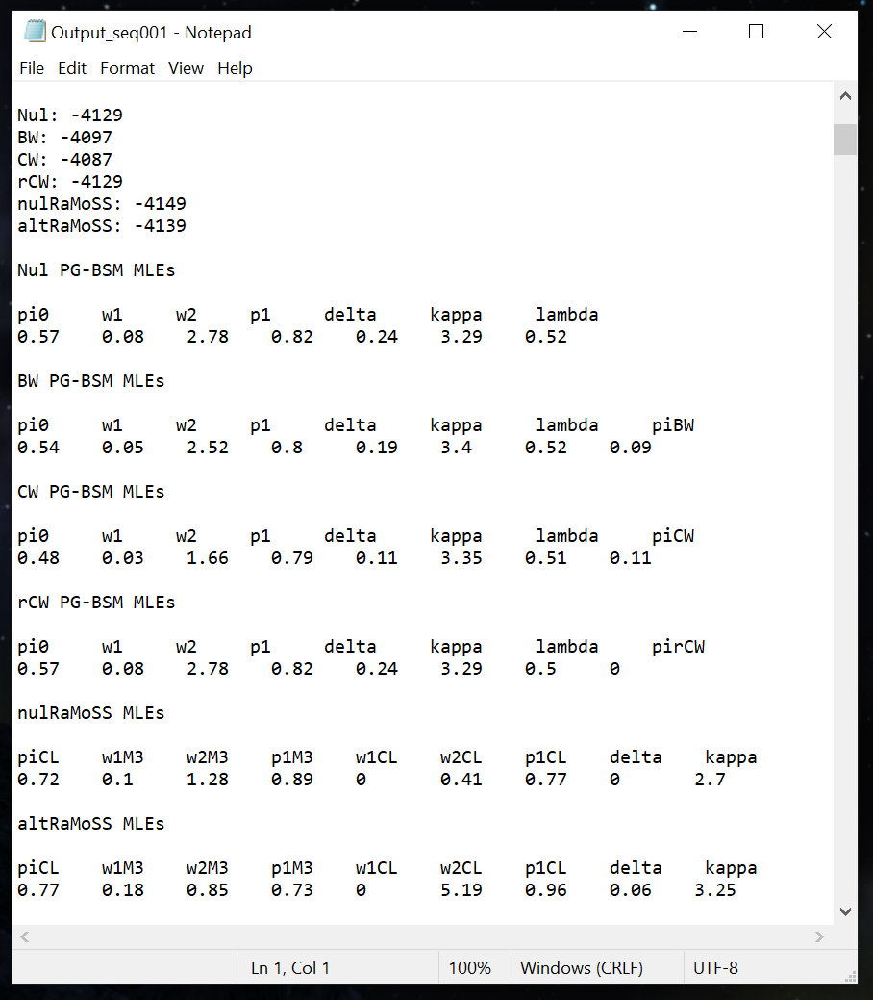 Output_seq001 - Notepad
File Edit Format View Help
Nul: -4129
BW: -4097
CW: -4087
rCW: -4129
nulRaMoSS: -4149
altRaMoSS: -4139
Nul PG-BSM MLEs
pi0 w1 w2 p1 delta kappa lambda
0.57 0.08 2.78 0.82 0.24 3.29 0.52
BW PG-BSM MLEs
pi0 w1 w2 p1 delta kappa lambda piBW
0.54 0.05 2.52 0.8 0.19 3.4 0.52 0.09
CW PG-BSM MLEs
pi0 w1 w2 p1 delta kappa lambda piCW
0.48 0.03 1.66 0.79 0.11 3.35 0.51 0.11
rCW PG-BSM MLEs
pi0 w1 w2 p1 delta kappa lambda pirCW
0.57 0.08 2.78 0.82 0.24 3.29 0.5 0
nulRaMoSS MLEs
piCL w1M3 w2M3 p1M3 w1CL w2CL p1CL delta kappa
0.72 0.1 1.28 0.89 0 0.41 0.77 0 2.7
altRaMoSS MLEs
piCL w1M3 w2M3 p1M3 w1CL w2CL p1CL delta kappa
0.77 0.18 0.85 0.73 0 5.19 0.96 0.06 3.25
Ln 1, Col 1 100% Windows (CRLF) UTF-8